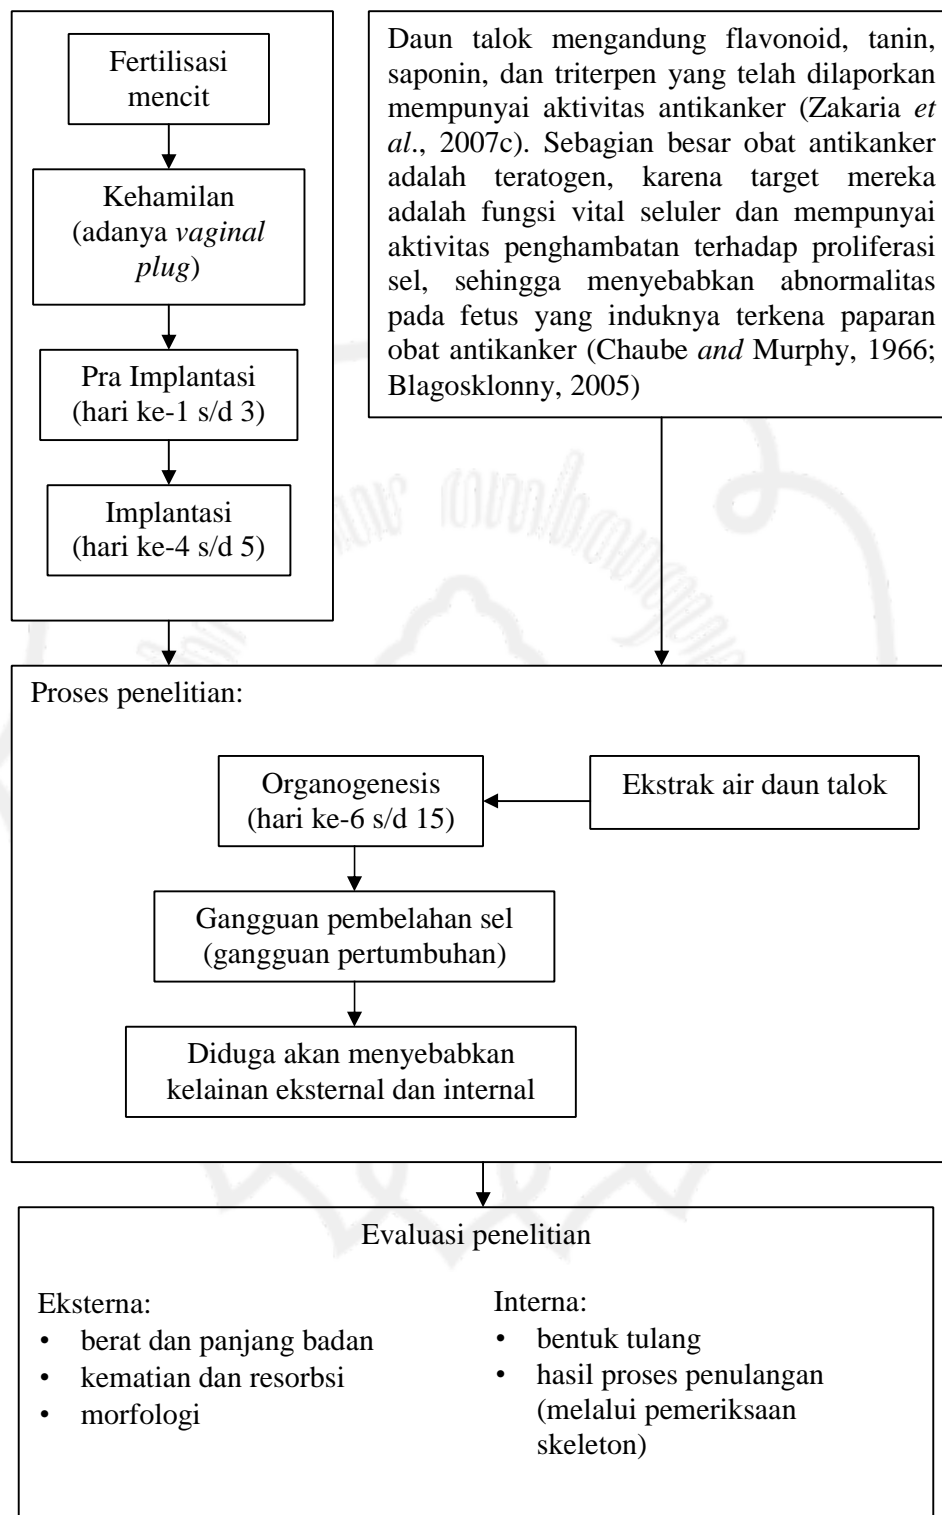 Fertilisasi
mencit
Kehamilan
(adanya vaginal
plug)
Pra Implantasi
(hari ke-1 s/d 3)
Implantasi
(hari ke-4 s/d 5)
Daun talok mengandung flavonoid, tanin,
saponin, dan triterpen yang telah dilaporkan
mempunyai aktivitas antikanker (Zakaria et
al., 2007c). Sebagian besar obat antikanker
adalah teratogen, karena target mereka
adalah fungsi vital seluler dan mempunyai
aktivitas penghambatan terhadap proliferasi
sel, sehingga menyebabkan abnormalitas
pada fetus yang induknya terkena paparan
obat antikanker (Chaube and Murphy, 1966;
Blagosklonny, 2005)
Proses penelitian:
Organogenesis
(hari ke-6 s/d 15)
Ekstrak air daun talok
Gangguan pembelahan sel
(gangguan pertumbuhan)
Diduga akan menyebabkan
kelainan eksternal dan internal
Evaluasi penelitian
Eksterna:
• berat dan panjang badan
• kematian dan resorbsi
• morfologi
Interna:
• bentuk tulang
• hasil proses penulangan
(melalui pemeriksaan
skeleton)